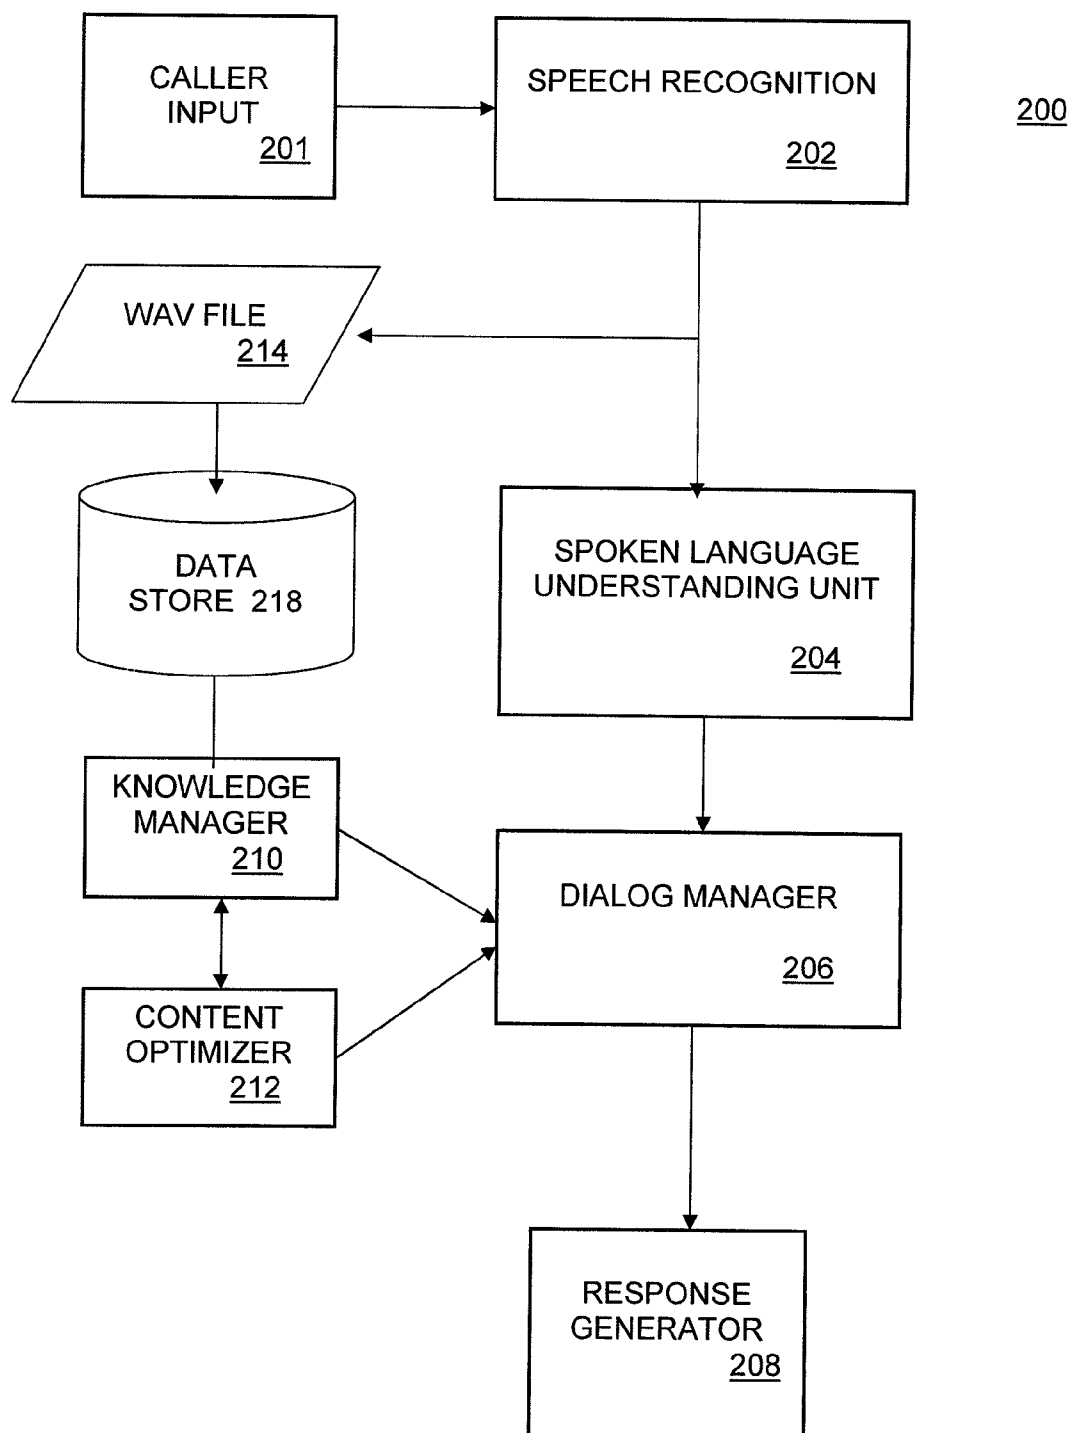 CALLER
INPUT
201
SPEECH RECOGNITION
202
200
WAV FILE
214
DATA
STORE 218
SPOKEN LANGUAGE
UNDERSTANDING UNIT
204
KNOWLEDGE
MANAGER
210
DIALOG MANAGER
206
CONTENT
OPTIMIZER
212
RESPONSE
GENERATOR
208